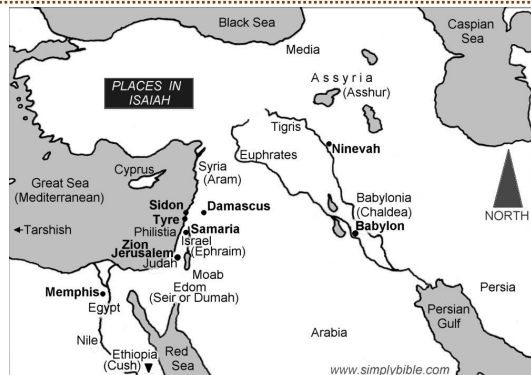 Black Sea
Caspian
Sea
Media
PLACES IN
ISAIAH
Assyria
(Asshur)
Tigris
Ninevah
Euphrates
Syria
(Aram)
Cyprus
Great Sea
(Mediterranean)
Sidon
Damascus
Tyre
Babylonia
(Chaldea)
NORTH
Tarshish
Philistia
Samaria
Babylon
Zion
Israel
(Ephraim)
Jerusalem
Judah
Moab
Edom
(Seir or Dumah)
Memphis
Egypt
Persia
Persian
Gulf
Arabia
Nile
Ethiopia
(Cush)
Red
Sea
www.simplybible.com